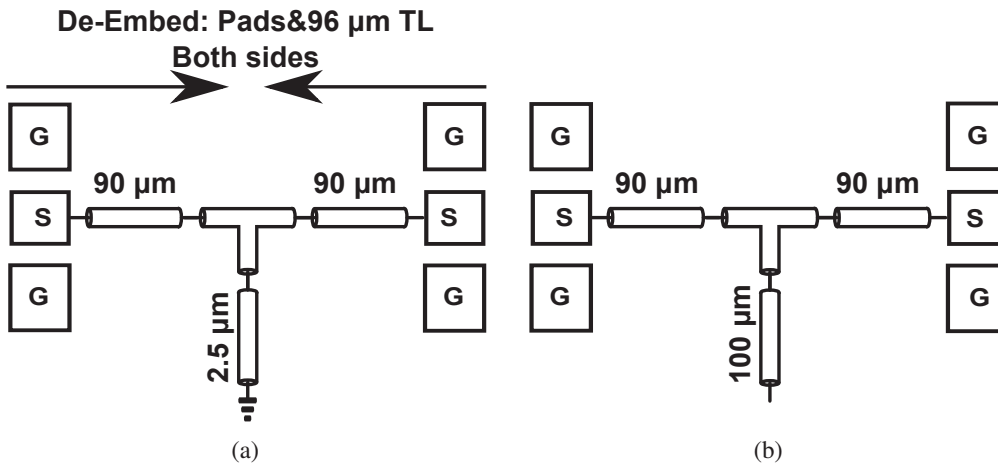 De-Embed: Pads&96 µm TL
Both sides
G
G
90 µm
90 µm
S
S
G
G
2.5 µm
(a)
G
G
90 µm
90 µm
S
S
G
G
100 µm
(b)